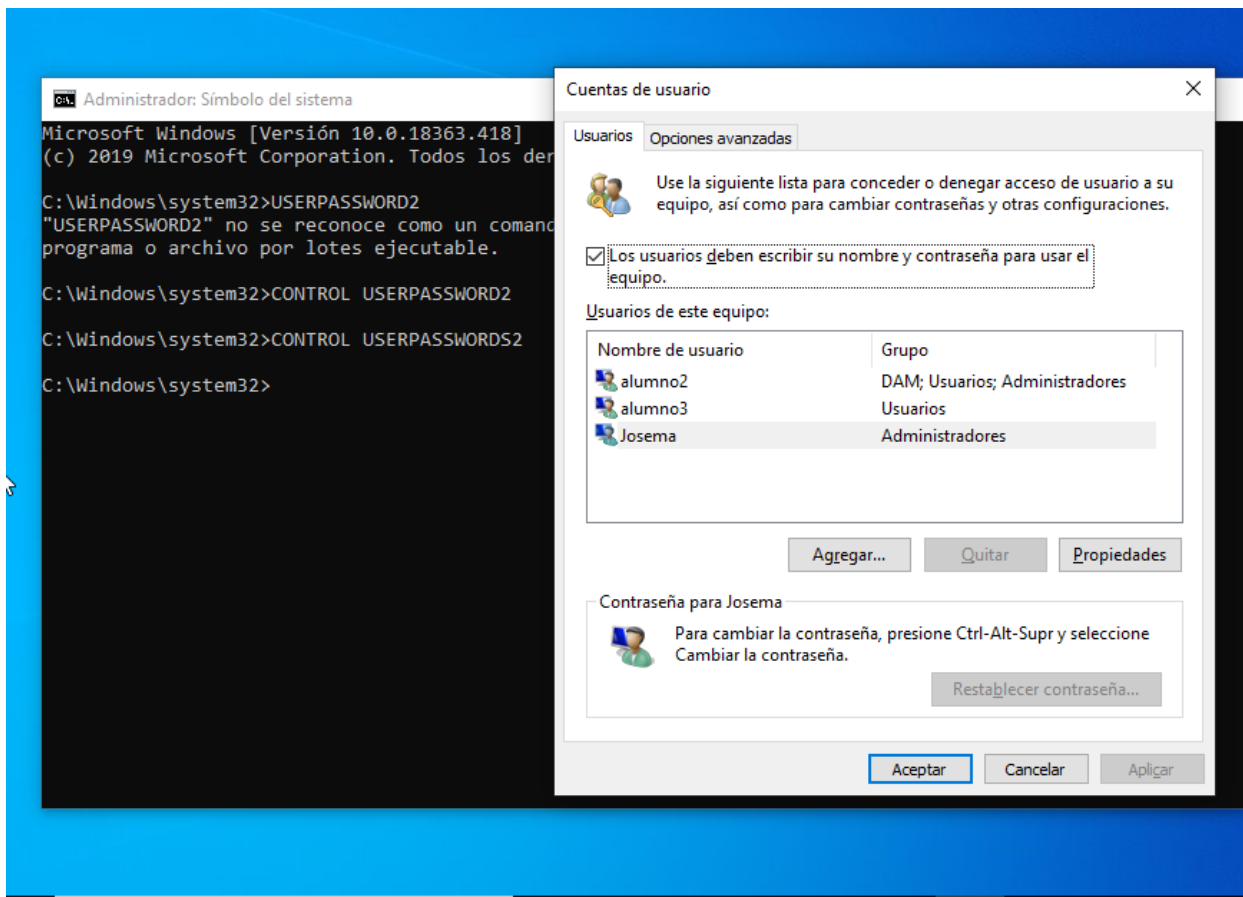 Administrador: Símbolo del sistema
Microsoft Windows [Versión 10.0.18363.418]
(c) 2019 Microsoft Corporation. Todos los
C:\Windows\system32>USERPASSWORD2
"USERPASSWORD2" no se reconoce como un
programa o archivo por lotes ejecutable.
C:\Windows\system32>CONTROL USERPASSWORD2
C:\Windows\system32>CONTROL USERPASSWORDS2
C:\Windows\system32>
Cuentas de usuario
Usuarios
Opciones avanzadas
Use la siguiente lista para conceder o denegar acceso de usuario a su
equipo, así como para cambiar contraseñas y otras configuraciones.
Los usuarios deben escribir su nombre y contraseña para usar el
equipo.
Usuarios de este equipo:
Nombre de usuario Grupo
alumno2 DAM; Usuarios; Administradores
alumno3 Usuarios
Josema Administradores
Agregar... Quitar Propiedades
Contraseña para Josema
Para cambiar la contraseña, presione Ctrl-Alt-Supr y seleccione
Cambiar la contraseña.
Restablecer contraseña...
Aceptar Cancelar Aplicar